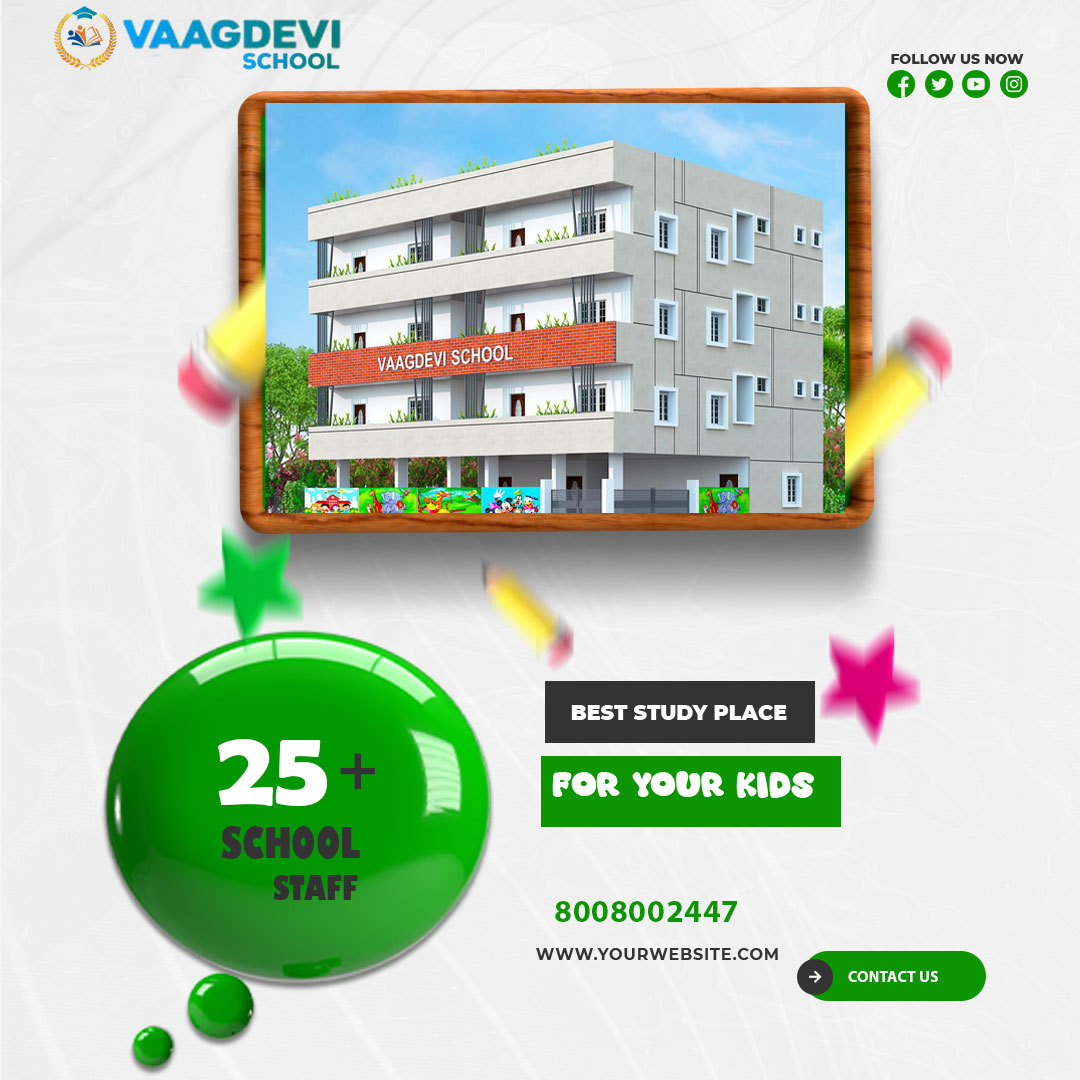 VAAGDEVI
SCHOOL
FOLLOW US NOW
VAAGDEVI SCHOOL
25+
SCHOOL
STAFF
BEST STUDY PLACE
FOR YOUR KIDS
8008002447
WWW.YOURWEBSITE.COM
CONTACT US